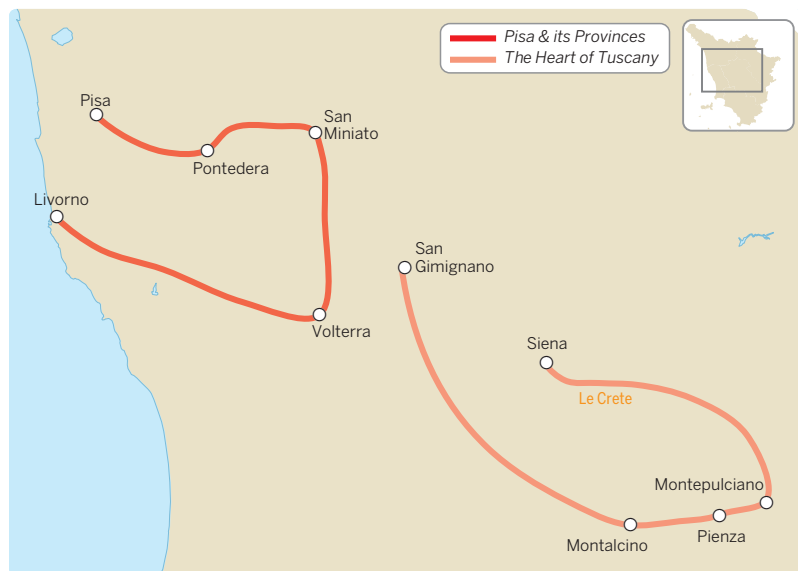 Pisa & its Provinces
The Heart of Tuscany
Pisa
San
Miniato
Pontedera
Livorno
San
Gimignano
Volterra
Siena
Le Crete
Montepulciano
Pienza
Montalcino